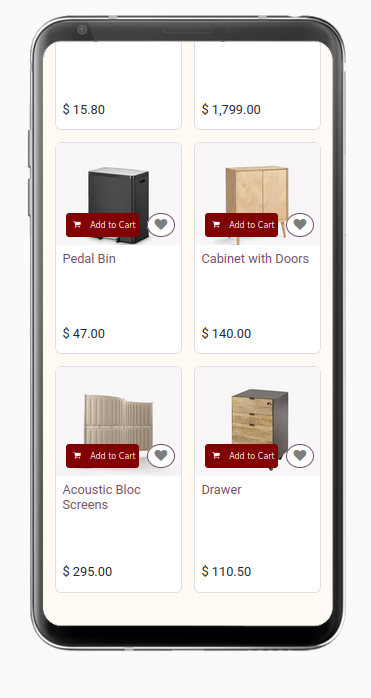 $ 15.80
$ 1,799.00
Add to Cart
Add to Cart
Pedal Bin
Cabinet with Doors
$ 47.00
$ 140.00
Add to Cart
Add to Cart
Acoustic Bloc
Screens
Drawer
$ 295.00
$ 110.50